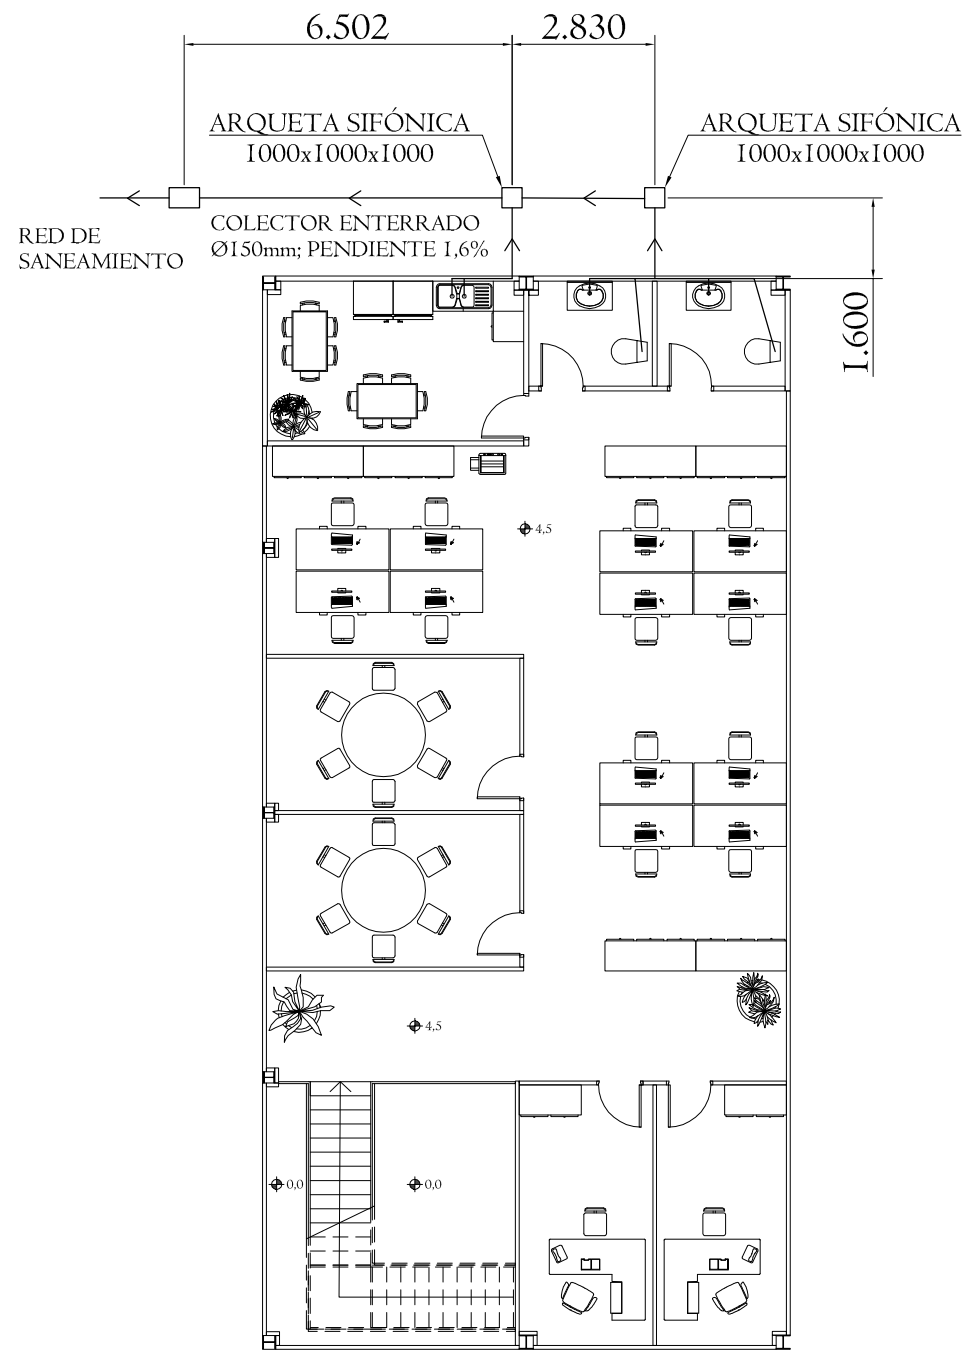 6.502
2.830
ARQUETA SIFÓNICA
1000x1000x1000
ARQUETA SIFÓNICA
1000x1000x1000
COLECTOR ENTERRADO
Ø150mm; PENDIENTE 1,6%
RED DE
SANEAMIENTO
1.600
4,5
4,5
0,0
0,0